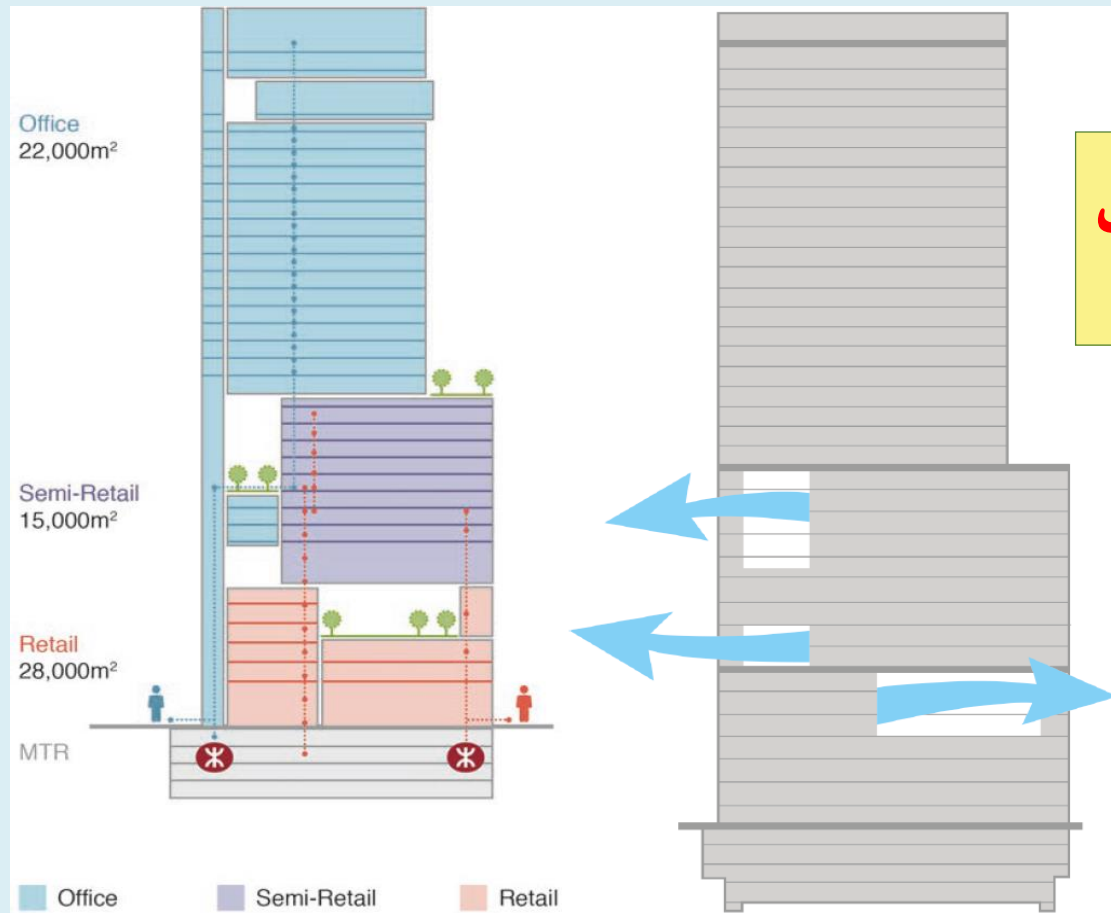 Office
22,000m²
Semi-Retail
15,000m²
Retail
28,000m²
MTR
Office
Semi-Retail
Retail